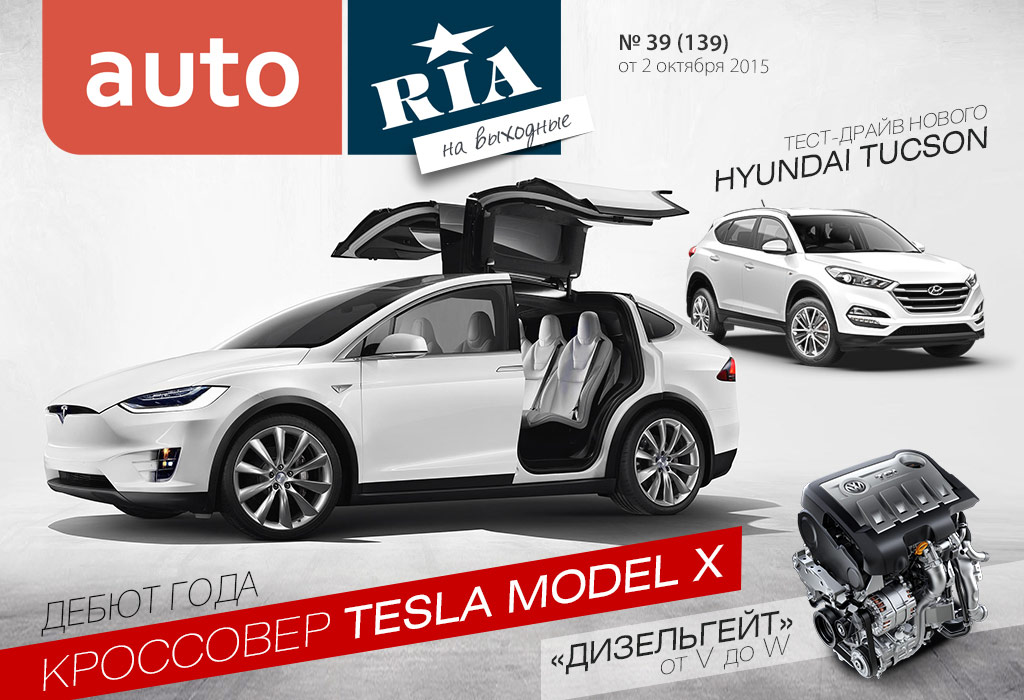 auto
RIA
на выходные
№ 39 (139)
от 2 октября 2015
ТЕСТ-ДРАЙВ НОВОГО
HYUNDAI TUCSON
ДЕБЮТ ГОДА
КРОССОВЕР TESLA MODEL X
«ДИЗЕЛЬГЕЙТ»
от V до W